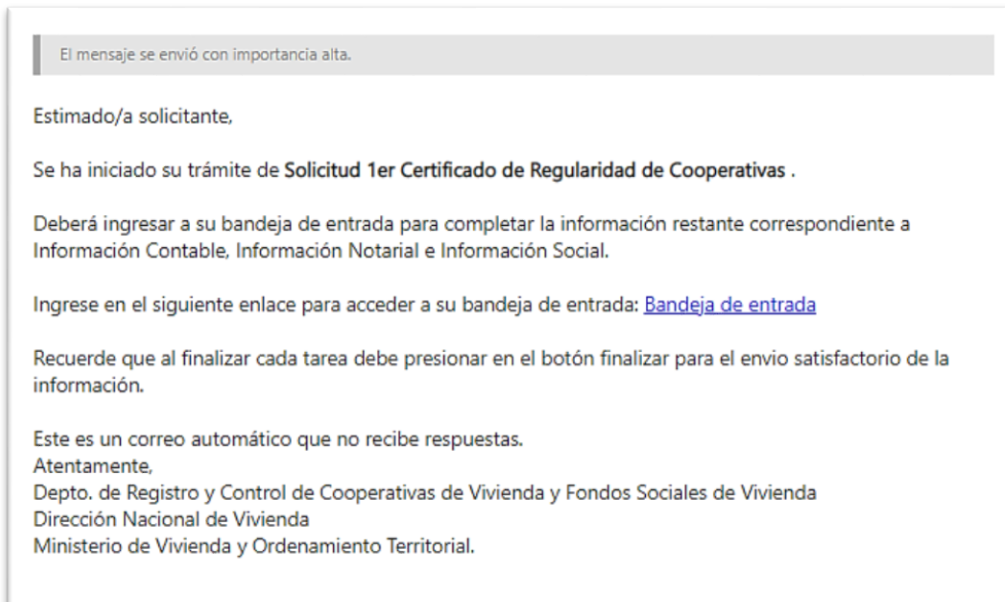 El mensaje se envió con importancia alta.
Estimado/a solicitante,
Se ha iniciado su trámite de Solicitud 1er Certificado de Regularidad de Cooperativas .
Deberá ingresar a su bandeja de entrada para completar la información restante correspondiente a
Información Contable, Información Notarial e Información Social.
Ingrese en el siguiente enlace para acceder a su bandeja de entrada: Bandeja de entrada
Recuerde que al finalizar cada tarea debe presionar en el botón finalizar para el envio satisfactorio de la
información.
Este es un correo automático que no recibe respuestas.
Atentamente,
Depto. de Registro y Control de Cooperativas de Vivienda y Fondos Sociales de Vivienda
Dirección Nacional de Vivienda
Ministerio de Vivienda y Ordenamiento Territorial.